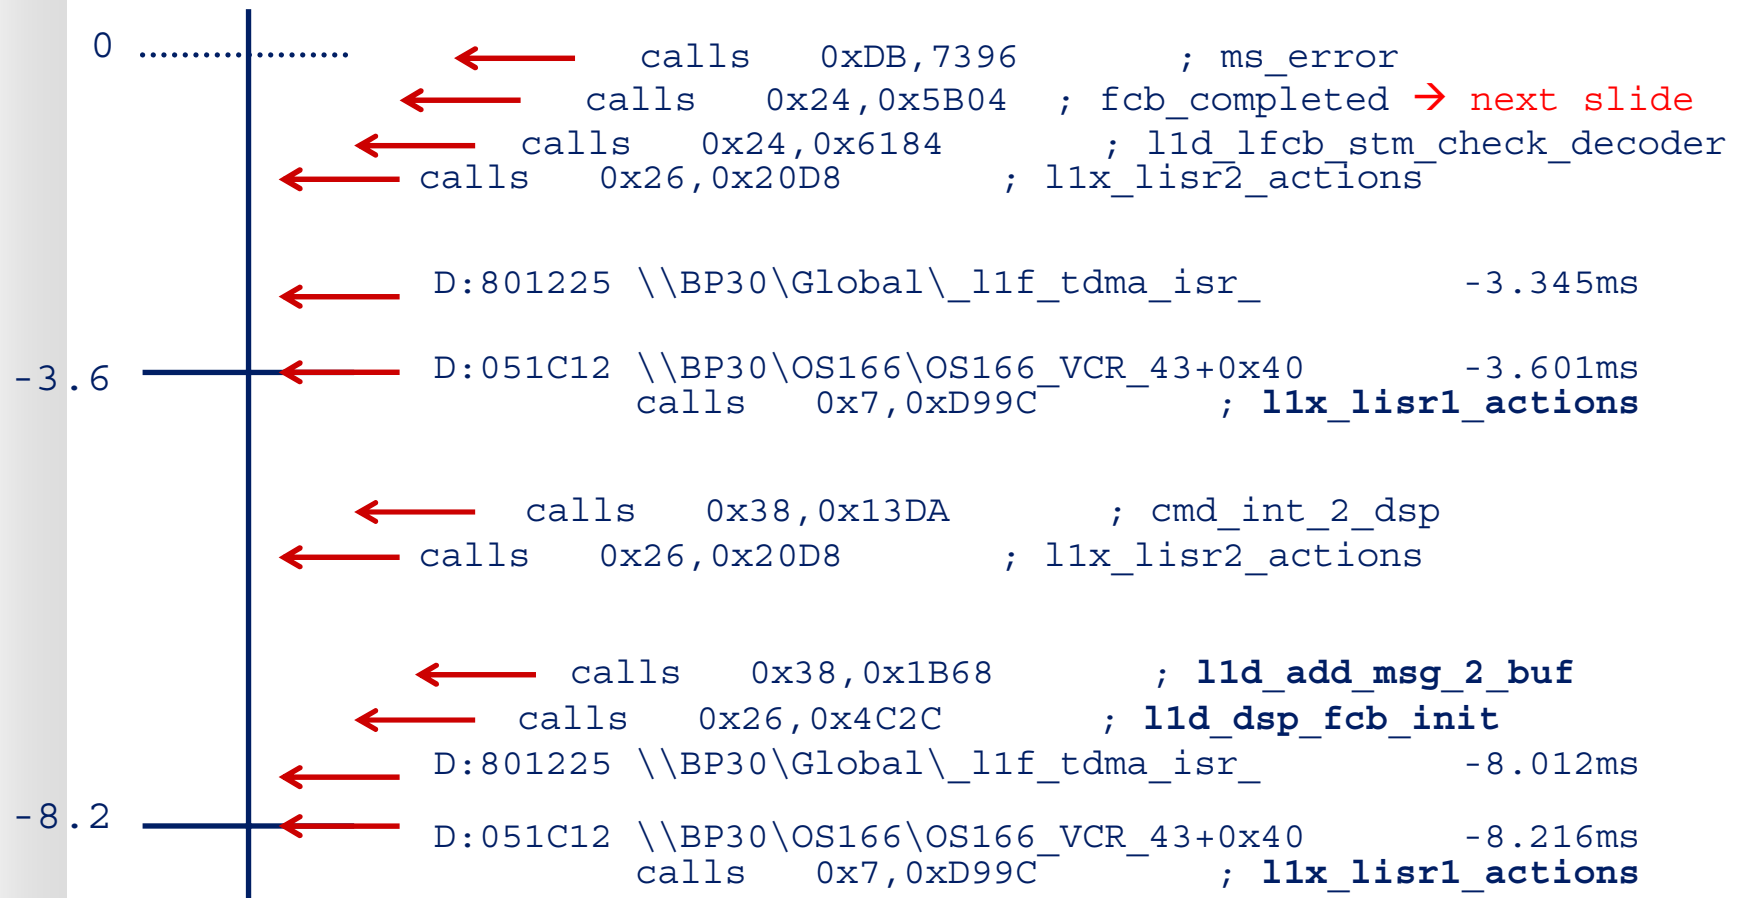 0 calls 0xDB,7396 ; ms_error
calls 0x24,0x5B04 ; fcb_completed → next slide
calls 0x24,0x6184 ; l1d_lfcb_stm_check_decoder
calls 0x26,0x20D8 ; l1x_lisr2_actions
D:801225 \\BP30\Global\_l1f_tdma_isr_ -3.345ms
-3.6 D:051C12 \\BP30\OS166\OS166_VCR_43+0x40 -3.601ms
calls 0x7,0xD99C ; l1x_lisr1_actions
calls 0x38,0x13DA ; cmd_int_2_dsp
calls 0x26,0x20D8 ; l1x_lisr2_actions
calls 0x38,0x1B68 ; l1d_add_msg_2_buf
calls 0x26,0x4C2C ; l1d_dsp_fcb_init
D:801225 \\BP30\Global\_l1f_tdma_isr_ -8.012ms
-8.2 D:051C12 \\BP30\OS166\OS166_VCR_43+0x40 -8.216ms
calls 0x7,0xD99C ; l1x_lisr1_actions